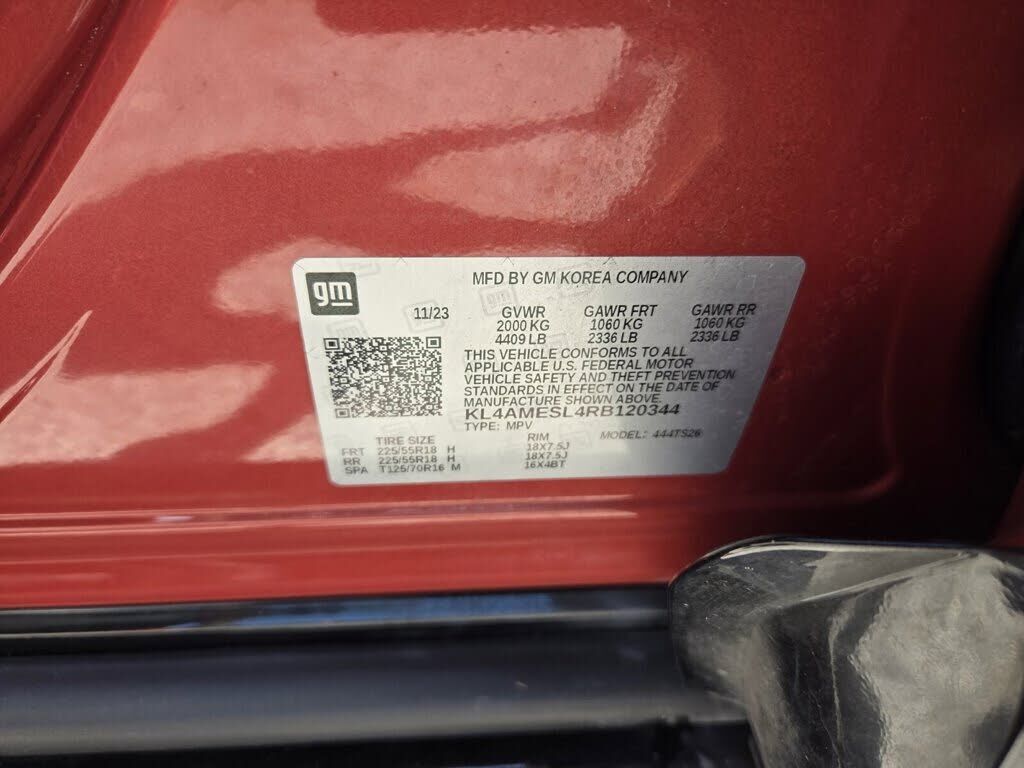 gm
MFD BY GM KOREA COMPANY
11/23 GVWR GAWR FRT GAWR RR
2000 KG 1060 KG 1060 KG
4409 LB 2336 LB 2336 LB
THIS VEHICLE CONFORMS TO ALL
APPLICABLE U.S. FEDERAL MOTOR
VEHICLE SAFETY AND THEFT PREVENTION
STANDARDS IN EFFECT ON THE DATE OF
MANUFACTURE SHOWN ABOVE.
KL4AMESL4RB120344
TYPE: MPV MODEL: 444TS26
TIRE SIZE RIM
FRT 225/55R18 H 18X7.5J
RR 225/55R18 H 18X7.5J
SPA T125/70R16 M 16X4BT